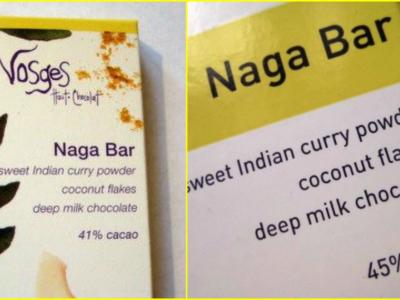 Vosges
Haut-Chocolat
Naga Bar
sweet Indian curry powder
coconut flakes
deep milk chocolate
41% cacao
Naga Bar
sweet Indian curry powd
coconut fla
deep milk choc
45%